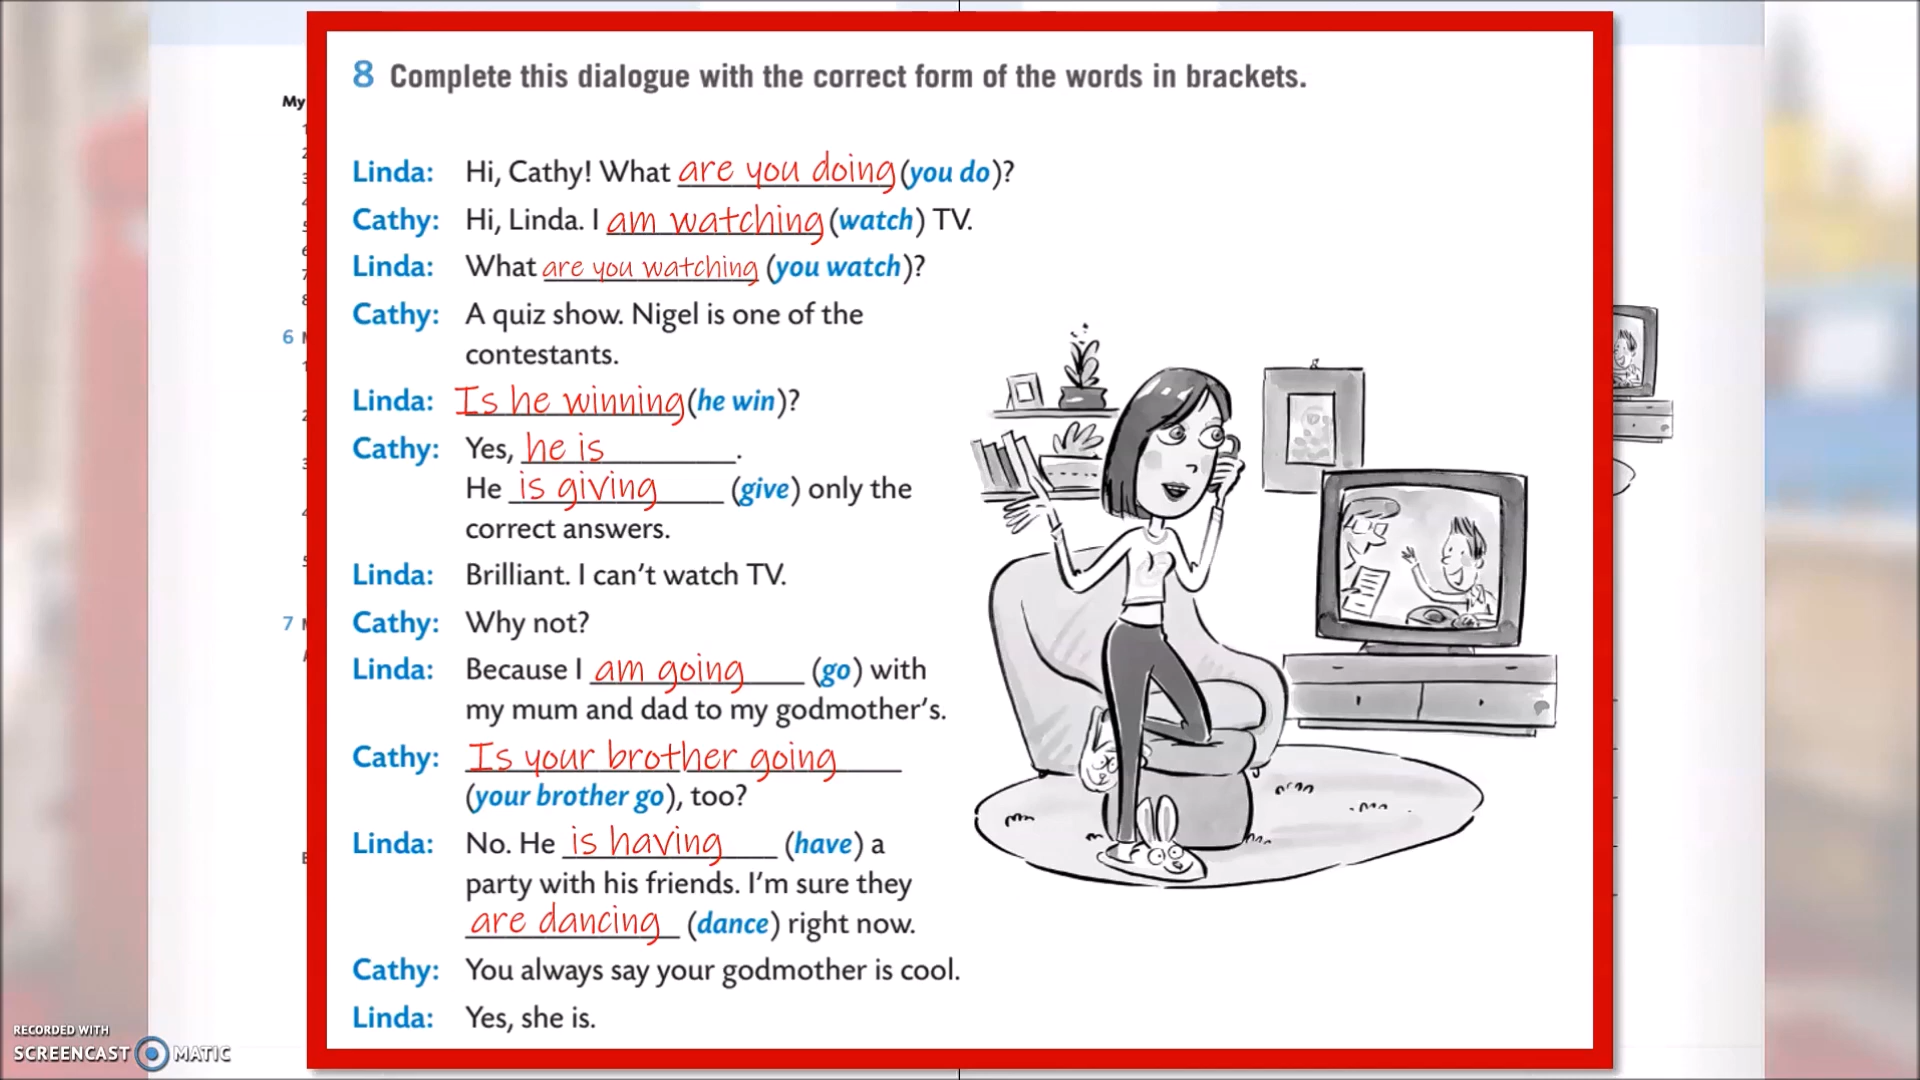 8 Complete this dialogue with the correct form of the words in brackets.
Linda: Hi, Cathy! What are you doing (you do)?
Cathy: Hi, Linda. I am watching (watch) TV.
Linda: What are you watching (you watch)?
Cathy: A quiz show. Nigel is one of the
contestants.
Linda: Is he winning (he win)?
Cathy: Yes, he is.
He is giving (give) only the
correct answers.
Linda: Brilliant. I can't watch TV.
Cathy: Why not?
Linda: Because I am going (go) with
my mum and dad to my godmother's.
Cathy: Is your brother going
(your brother go), too?
Linda: No. He is having (have) a
party with his friends. I'm sure they
are dancing (dance) right now.
Cathy: You always say your godmother is cool.
Linda: Yes, she is.
My
6
7
RECORDED WITH
SCREENCAST MATIC